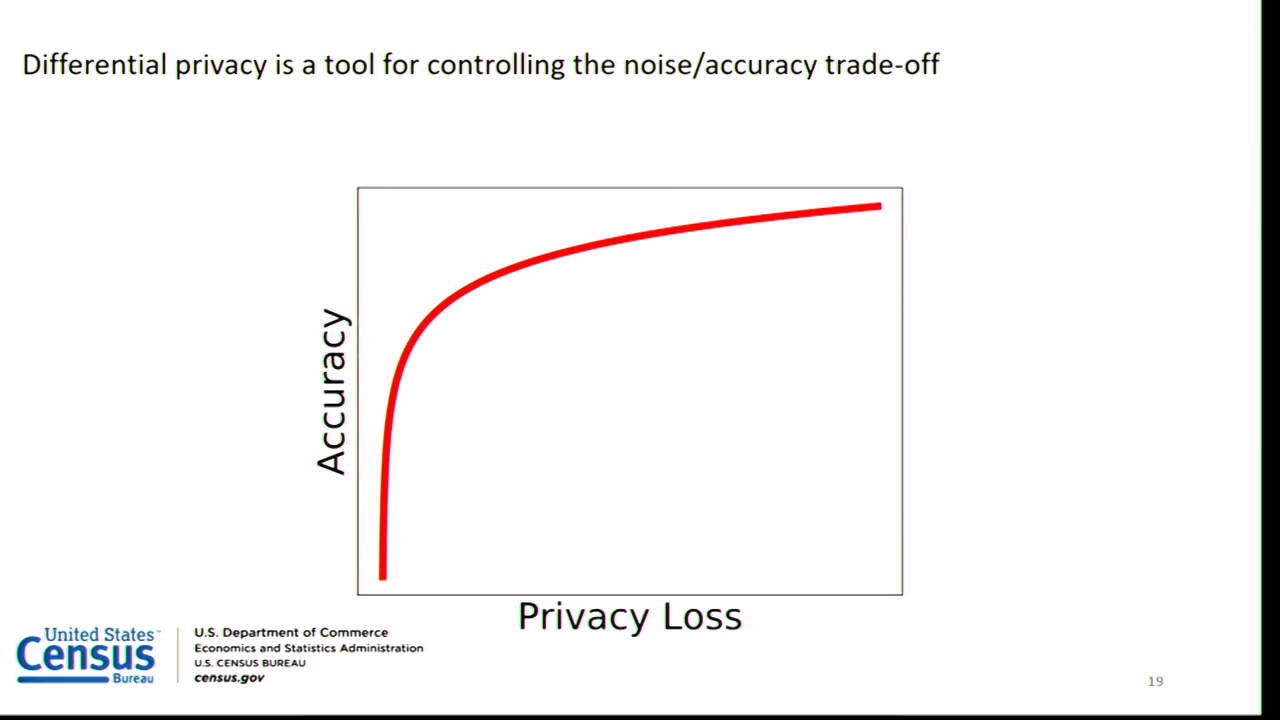 Differential privacy is a tool for controlling the noise/accuracy trade-off
Accuracy
Privacy Loss
United States™
Census
Bureau
U.S. Department of Commerce
Economics and Statistics Administration
U.S. CENSUS BUREAU
census.gov
19